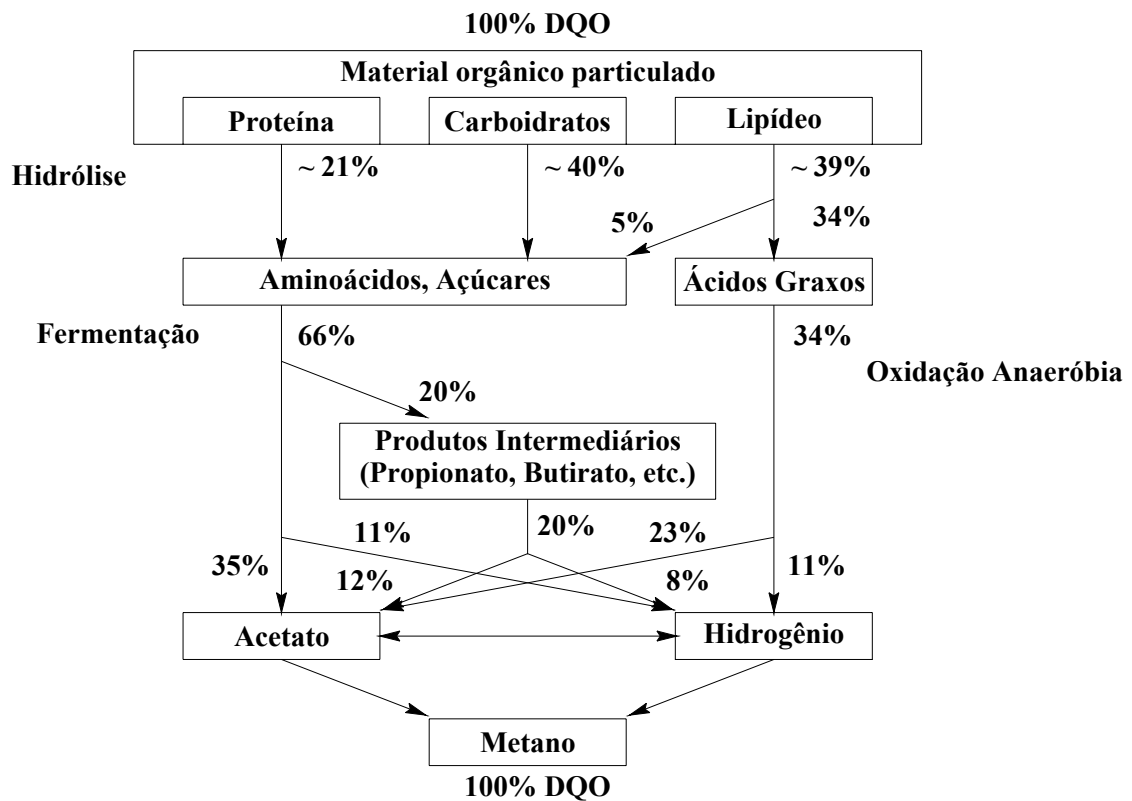 100% DQO
Material orgânico particulado
Proteína
Carboidratos
Lipídeo
Hidrólise
~ 21%
~ 40%
~ 39%
5%
34%
Aminoácidos, Açúcares
Ácidos Graxos
Fermentação
66%
34%
Oxidação Anaeróbia
20%
Produtos Intermediários
(Propionato, Butirato, etc.)
11%
20%
23%
35%
12%
8%
11%
Acetato
Hidrogênio
Metano
100% DQO